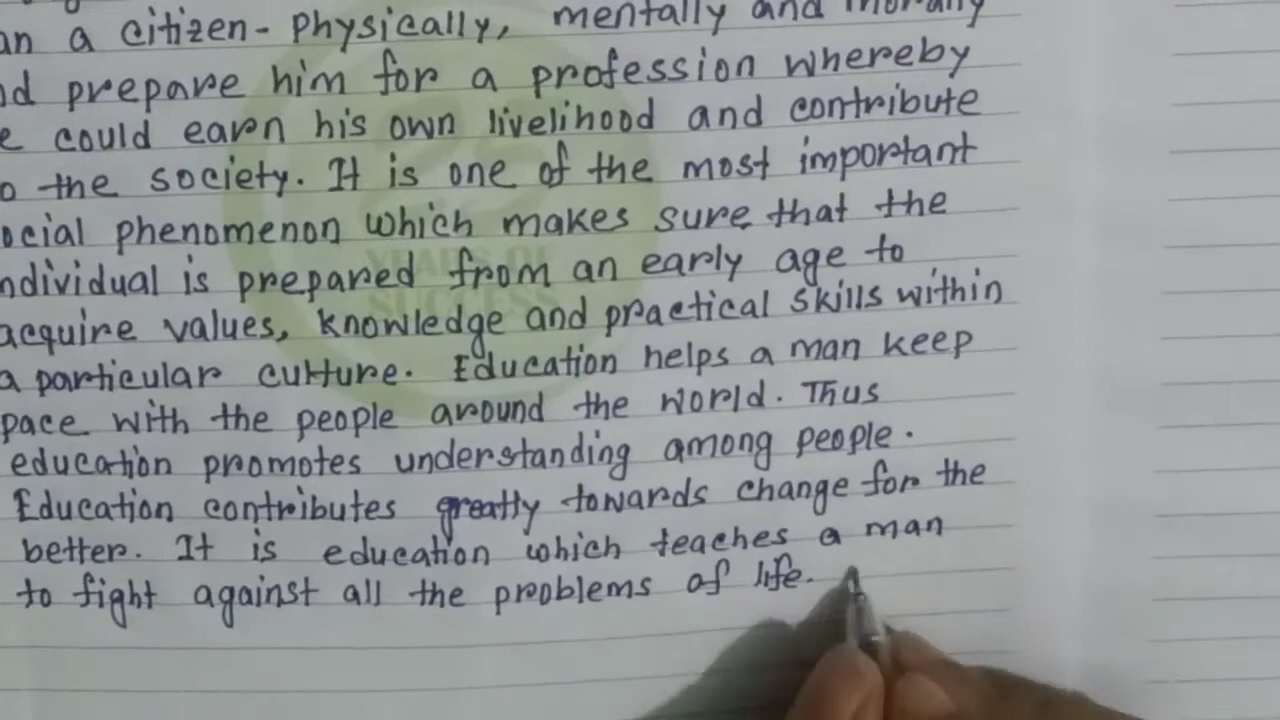 an a citizen- physically, mentally and morally
prepare him for a profession whereby
could earn his own livelihood and contribute
the society. It is one of the most important
ocial phenomenon which makes sure that the
ndividual is prepared from an early age to
acquire values, knowledge and practical skills within
a particular culture. Education helps a man keep
pace with the people around the world. Thus
education promotes understanding among people.
Education contributes greatly towards change for the
better. It is education which teaches a man
to fight against all the problems of life.
YEARS OF
SUCCESS